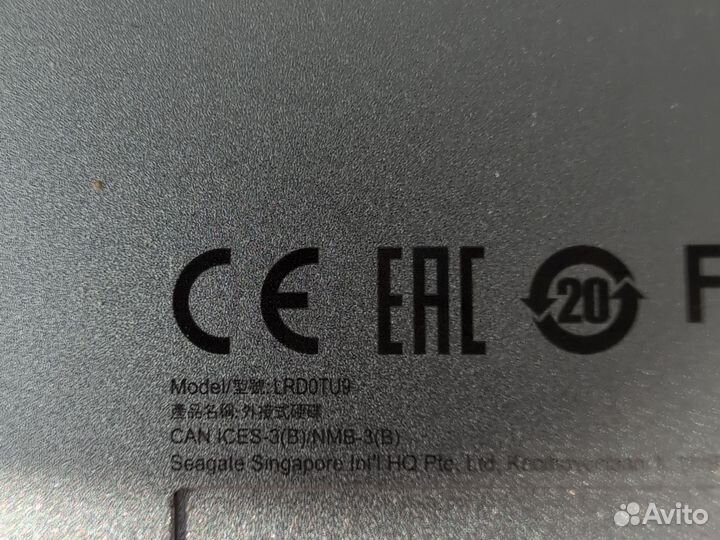 CE EAC 20 F
Model/型號: LRD0TU9
產品名稱: 外接式硬碟
CAN ICES-3(B)/NMB-3(B)
Seagate Singapore Int'l HQ Pte. Ltd.
Avito